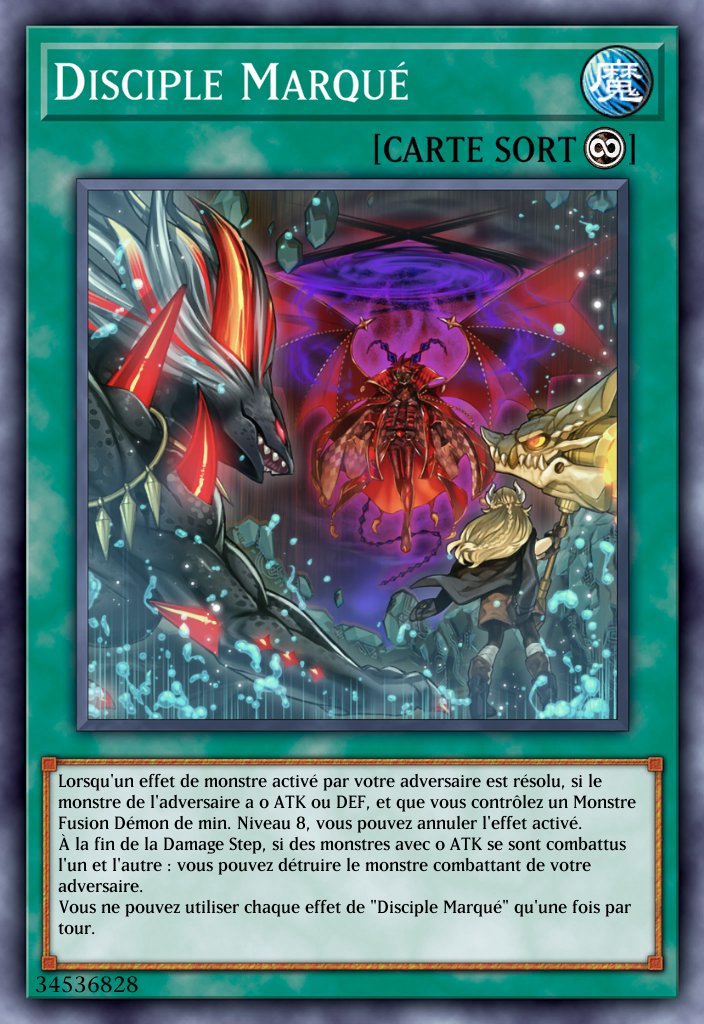 DISCIPLE MARQUÉ
魔
[CARTE SORT ∞]
Lorsqu'un effet de monstre activé par votre adversaire est résolu, si le
monstre de l'adversaire a 0 ATK ou DEF, et que vous contrôlez un Monstre
Fusion Démon de min. Niveau 8, vous pouvez annuler l'effet activé.
À la fin de la Damage Step, si des monstres avec 0 ATK se sont combattus
l'un et l'autre : vous pouvez détruire le monstre combattant de votre
adversaire.
Vous ne pouvez utiliser chaque effet de "Disciple Marqué" qu'une fois par
tour.
34536828